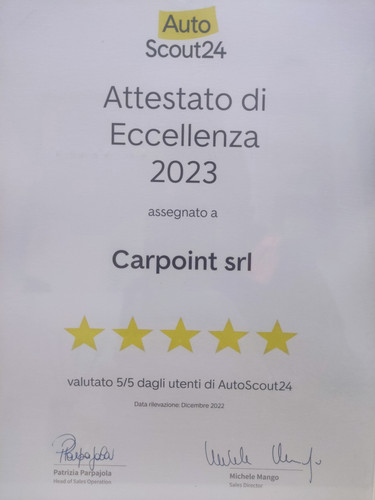 Auto
Scout24
Attestato di
Eccellenza
2023
assegnato a
Carpoint srl
valutato 5/5 dagli utenti di AutoScout24
Data rilevazione: Dicembre 2022
Patrizia Parpajola
Michele Mango
Head of Sales Operation
Sales Director